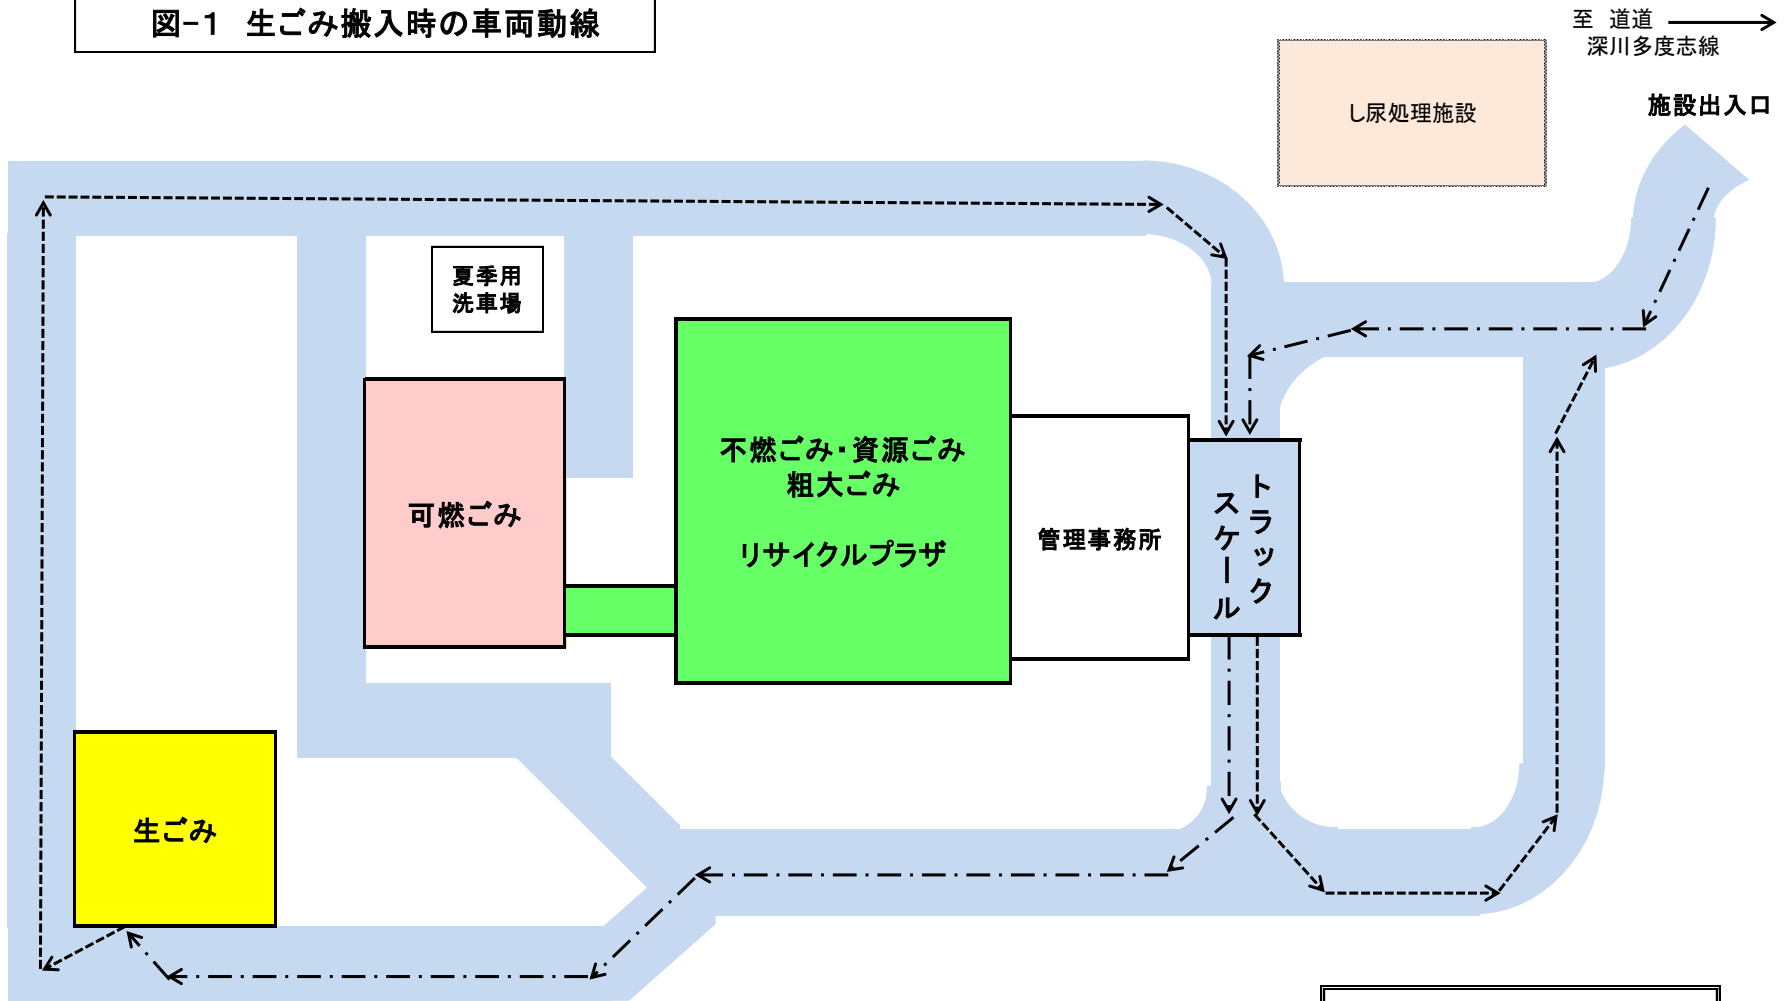 図-1 生ごみ搬入時の車両動線
至 道道
深川多度志線
し尿処理施設
施設出入口
夏季用
洗車場
不燃ごみ・資源ごみ
粗大ごみ
リサイクルプラザ
可燃ごみ
管理事務所
トラック
スケール
生ごみ